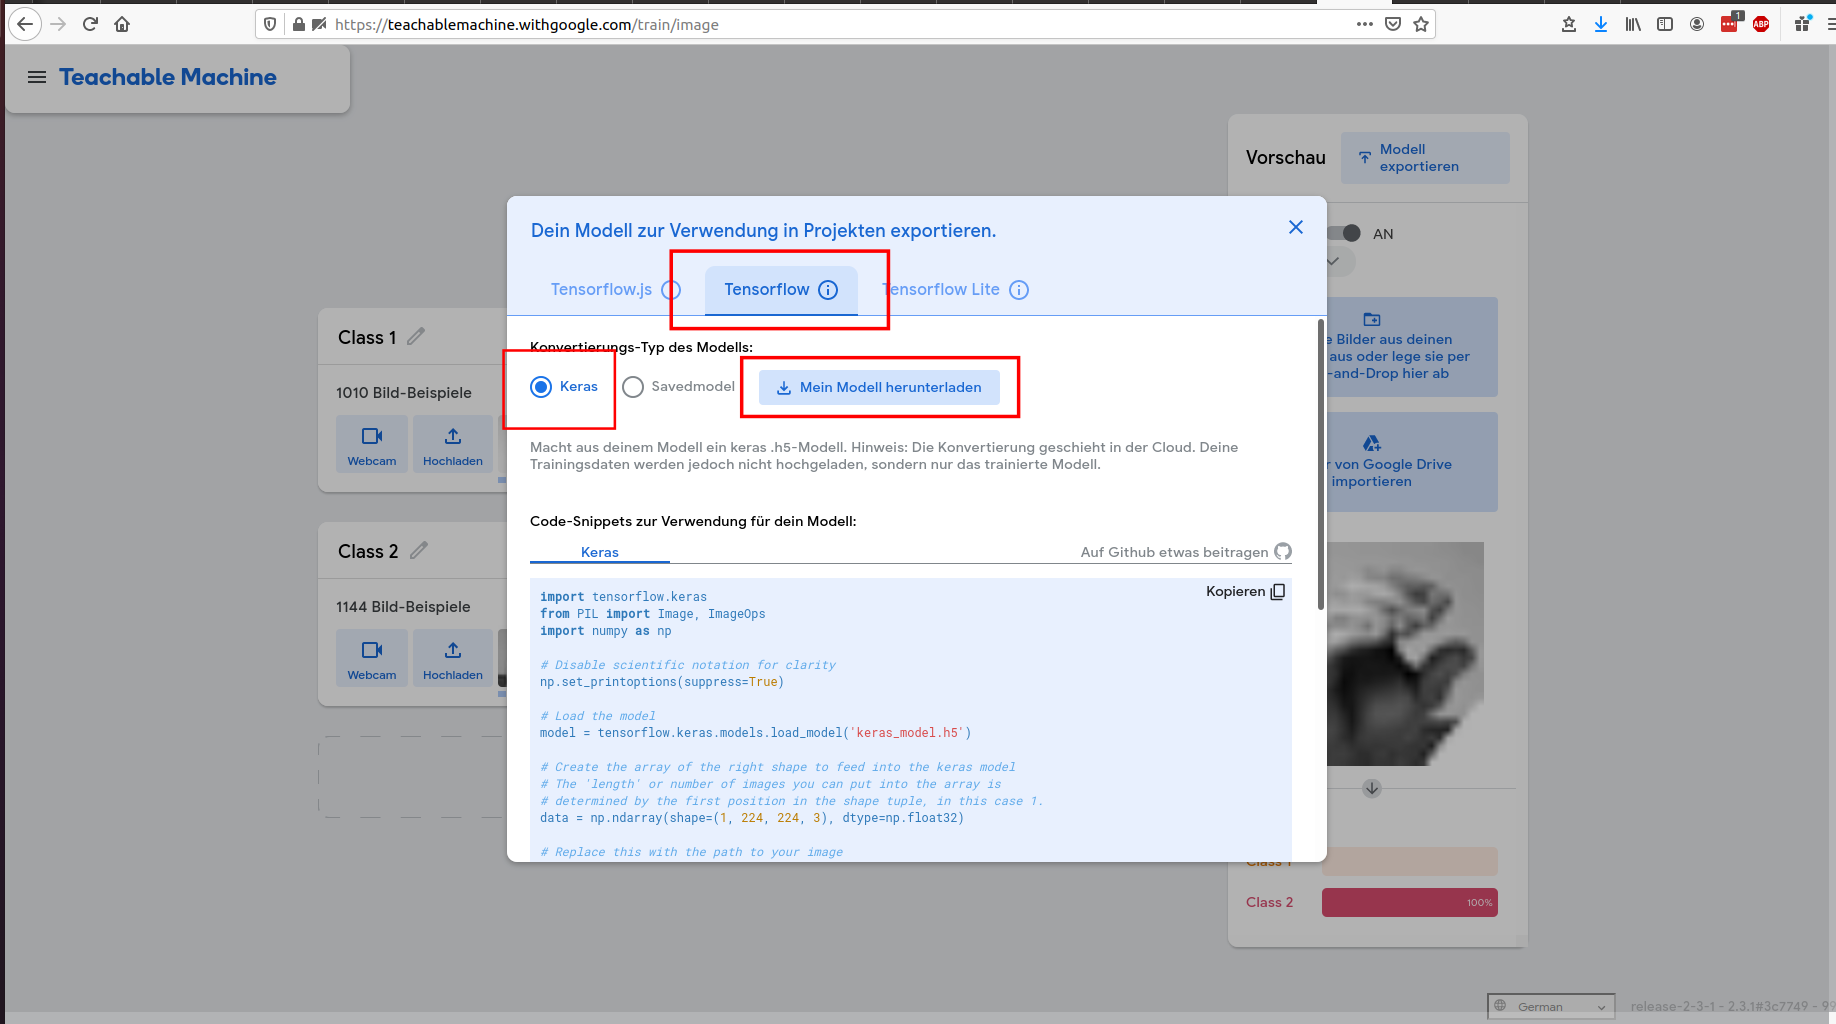 https://teachablemachine.withgoogle.com/train/image
1
ABP
Teachable Machine
Vorschau
Modell
exportieren
AN
Dein Modell zur Verwendung in Projekten exportieren.
Tensorflow.js
Tensorflow
Tensorflow Lite
Konvertierungs-Typ des Modells:
Keras
Savedmodel
Mein Modell herunterladen
Macht aus deinem Modell ein keras .h5-Modell. Hinweis: Die Konvertierung geschieht in der Cloud. Deine
Trainingsdaten werden jedoch nicht hochgeladen, sondern nur das trainierte Modell.
Code-Snippets zur Verwendung für dein Modell:
Keras
Auf Github etwas beitragen
Kopieren
import tensorflow.keras
from PIL import Image, ImageOps
import numpy as np
# Disable scientific notation for clarity
np.set_printoptions(suppress=True)
# Load the model
model = tensorflow.keras.models.load_model('keras_model.h5')
# Create the array of the right shape to feed into the keras model
# The 'length' or number of images you can put into the array is
# determined by the first position in the shape tuple, in this case 1.
data = np.ndarray(shape=(1, 224, 224, 3), dtype=np.float32)
# Replace this with the path to your image
Class 1
1010 Bild-Beispiele
Webcam
Hochladen
Class 2
1144 Bild-Beispiele
Webcam
Hochladen
e Bilder aus deinen
aus oder lege sie per
-and-Drop hier ab
r von Google Drive
importieren
Class 1
Class 2
100%
German
release-2-3-1 - 2.3.1#3c7749 - 99